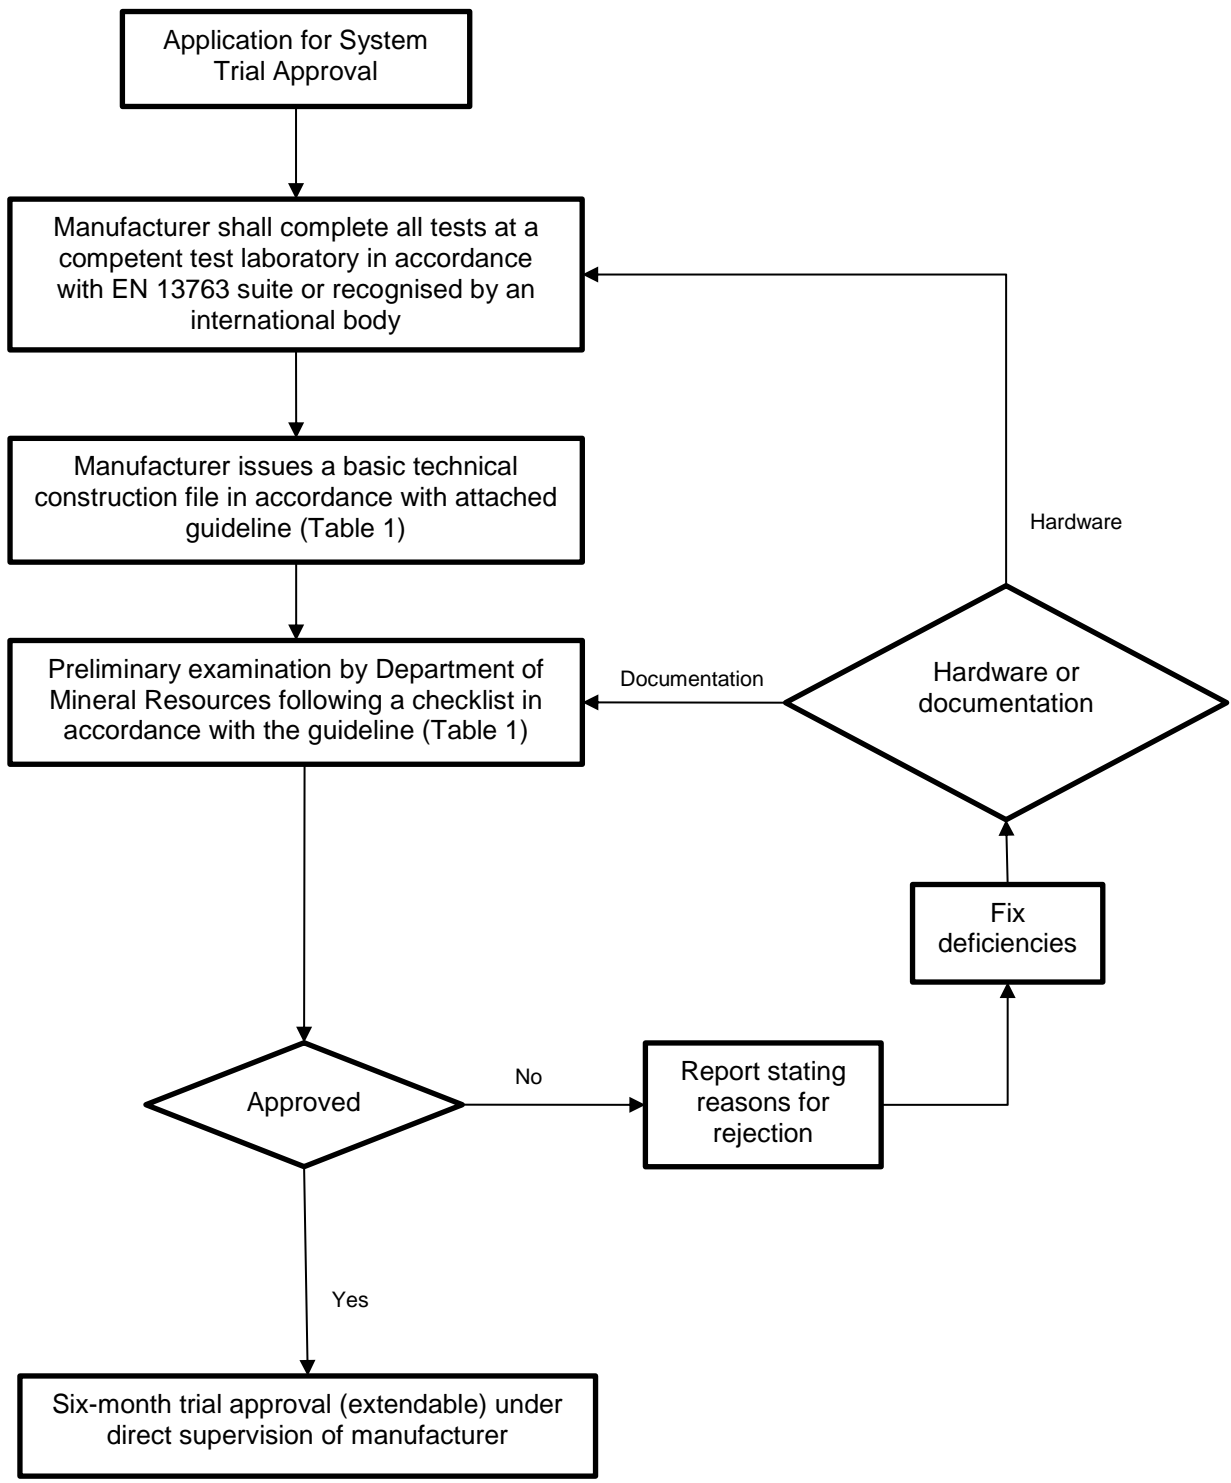 Application for System
Trial Approval
Manufacturer shall complete all tests at a
competent test laboratory in accordance
with EN 13763 suite or recognised by an
international body
Manufacturer issues a basic technical
construction file in accordance with attached
guideline (Table 1)
Hardware
Preliminary examination by Department of
Mineral Resources following a checklist in
accordance with the guideline (Table 1)
Documentation
Hardware or
documentation
Fix
deficiencies
Approved
No
Report stating
reasons for
rejection
Yes
Six-month trial approval (extendable) under
direct supervision of manufacturer